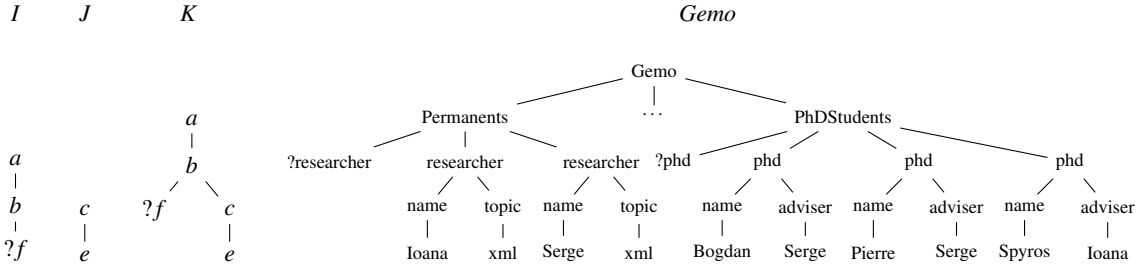 I J K Gemo
Gemo
a Permanents ... PhDStudents
a b ?researcher researcher researcher ?phd phd phd phd
b c ?f c name topic name topic name adviser name adviser name adviser
?f e e Ioana xml Serge xml Bogdan Serge Pierre Serge Spyros Ioana